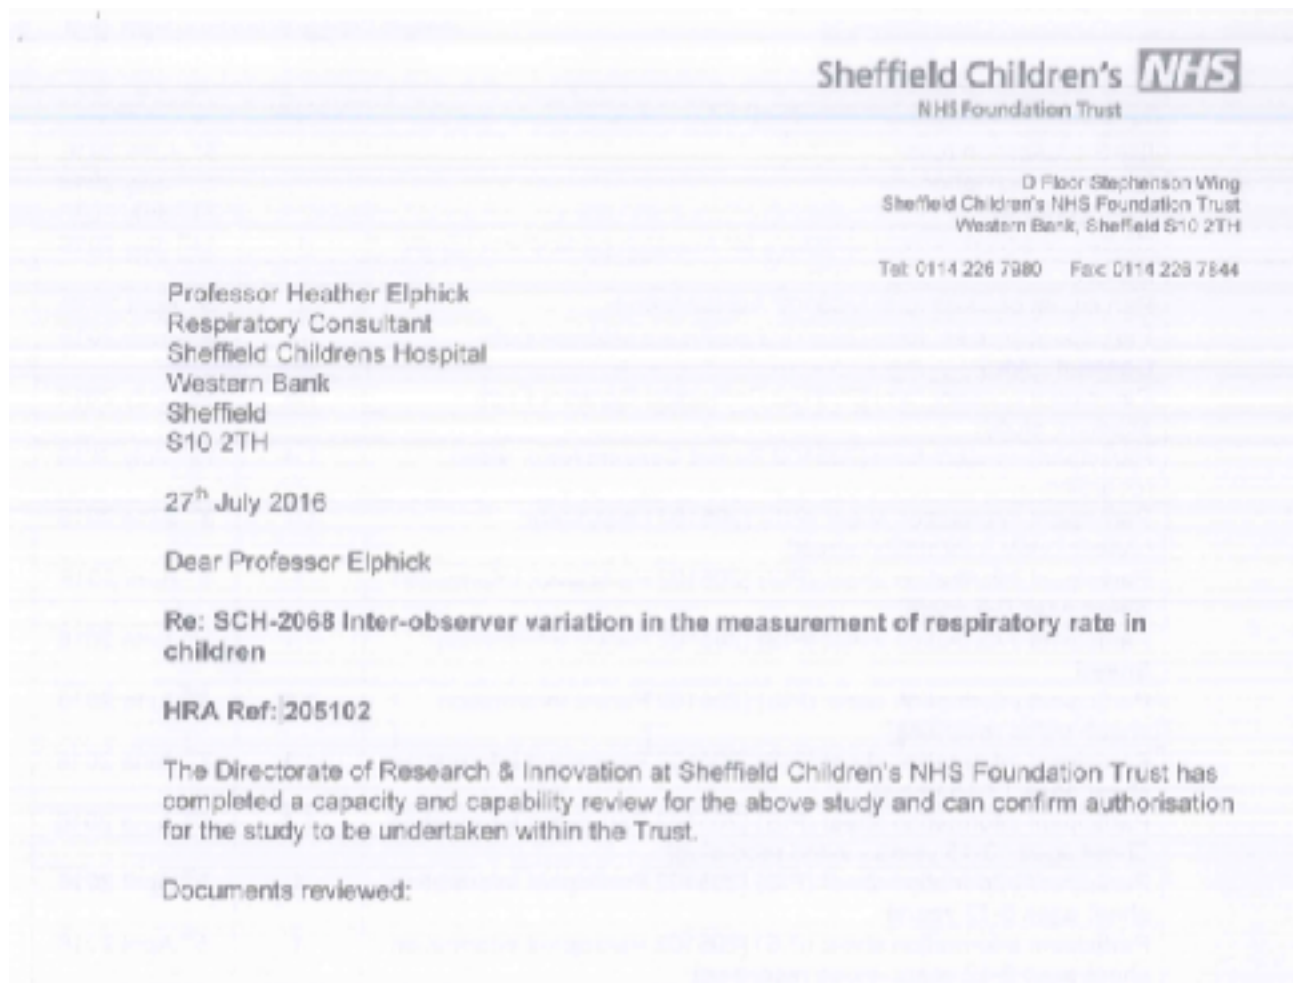 Sheffield Children's NHS
NHS Foundation Trust
D Floor Stephenson Wing
Sheffield Children's NHS Foundation Trust
Western Bank, Sheffield S10 2TH
Tel: 0114 226 7980 Fax: 0114 226 7844
Professor Heather Elphick
Respiratory Consultant
Sheffield Childrens Hospital
Western Bank
Sheffield
S10 2TH
27th July 2016
Dear Professor Elphick
Re: SCH-2068 Inter-observer variation in the measurement of respiratory rate in
children
HRA Ref: 205102
The Directorate of Research & Innovation at Sheffield Children's NHS Foundation Trust has
completed a capacity and capability review for the above study and can confirm authorisation
for the study to be undertaken within the Trust.
Documents reviewed: